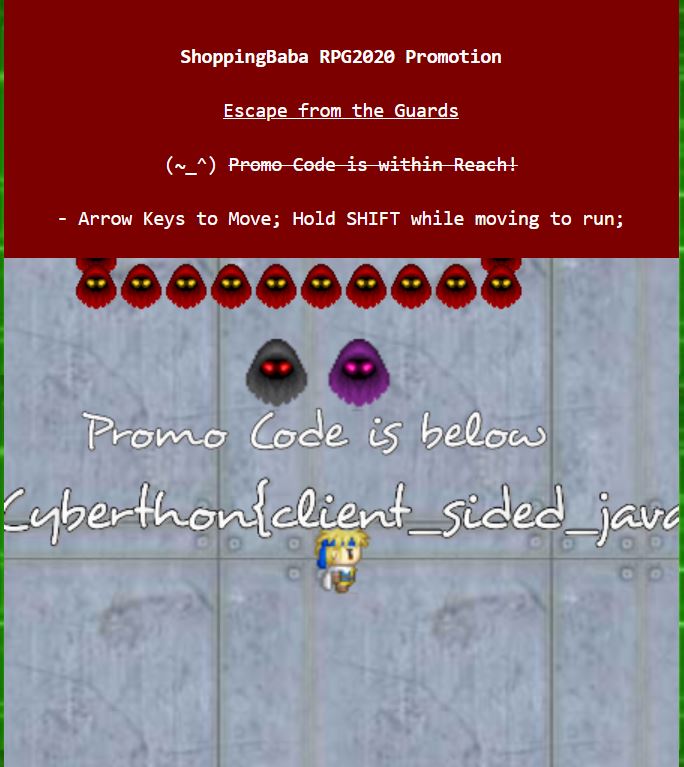 ShoppingBaba RPG2020 Promotion
Escape from the Guards
(~_^) Promo Code is within Reach!
- Arrow Keys to Move; Hold SHIFT while moving to run;
Promo Code is below
Cyberthon{client_sided_java